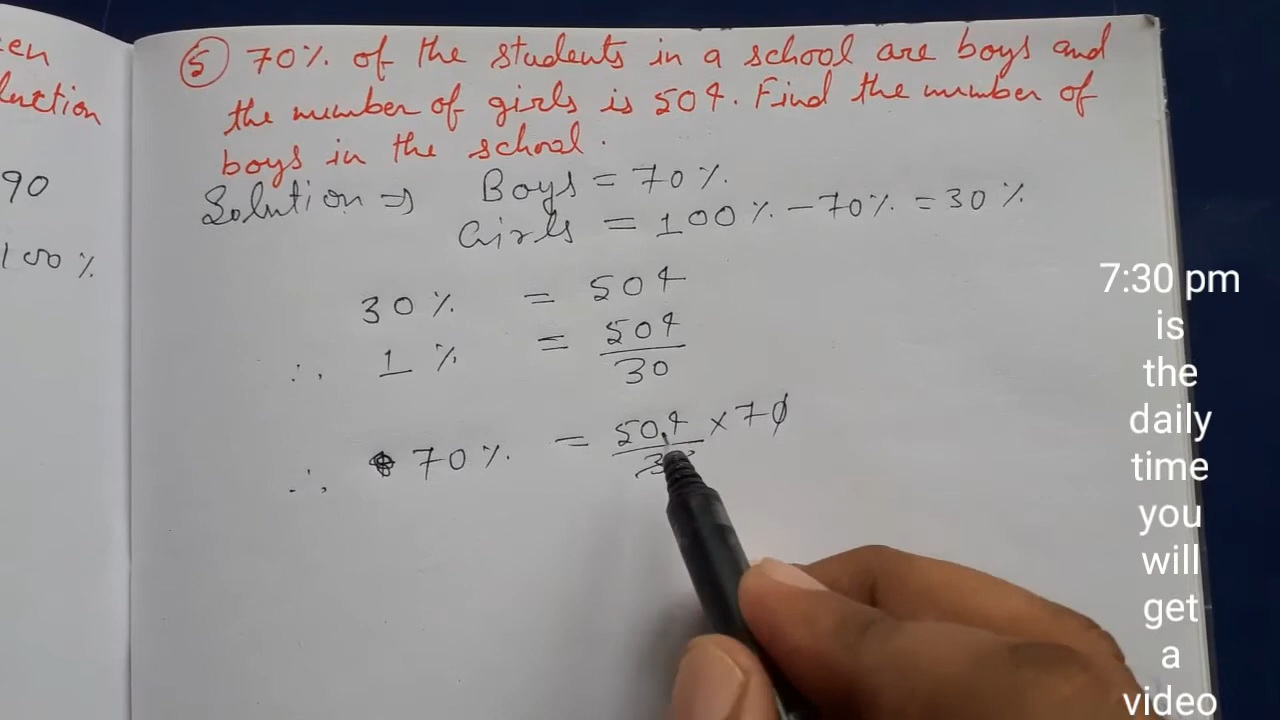 een
luction
90
100%
⑤ 70% of the students in a school are boys and
the number of girls is 504. Find the number of
boys in the school.
Solution ⇒ Boys = 70%.
Girls = 100% - 70% = 30%
30% = 504
∴ 1% = 504/30
∴ 70% = 504/30 × 70
7:30 pm
is
the
daily
time
you
will
get
a
video